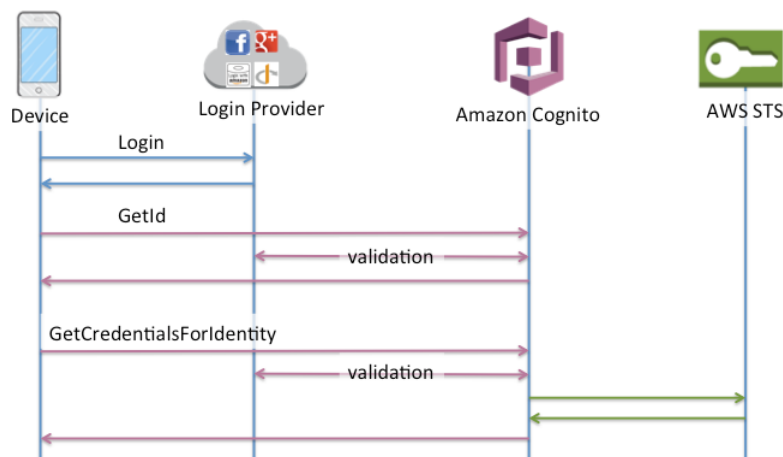 f g+
Device
Login Provider
Amazon Cognito
AWS STS
Login
GetId
validation
GetCredentialsForIdentity
validation